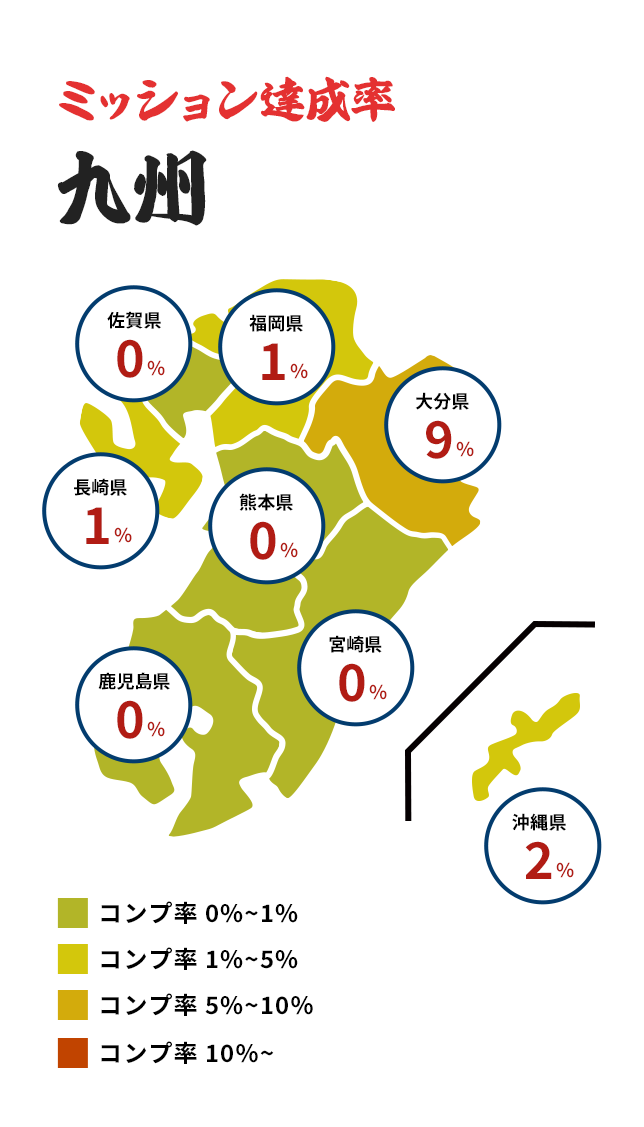 ミッション達成率
九州
佐賀県
0%
福岡県
1%
大分県
9%
長崎県
1%
熊本県
0%
宮崎県
0%
鹿児島県
0%
沖縄県
2%
コンプ率 0%~1%
コンプ率 1%~5%
コンプ率 5%~10%
コンプ率 10%~